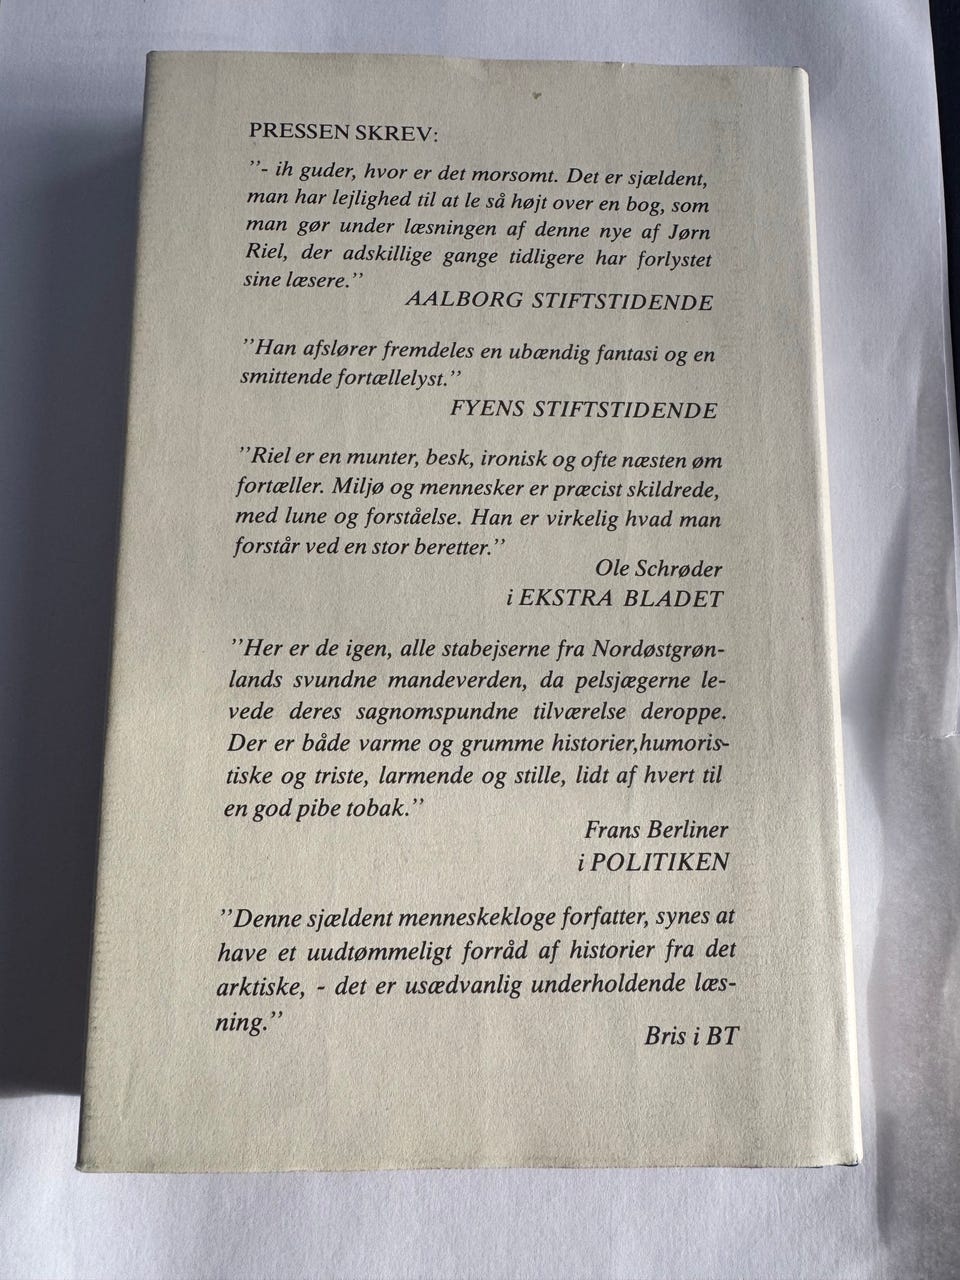 PRESSEN SKREV:
"- ih guder, hvor er det morsomt. Det er sjældent,
man har lejlighed til at le så højt over en bog, som
man gør under læsningen af denne nye af Jørn
Riel, der adskillige gange tidligere har forlystet
sine læsere."
AALBORG STIFTSTIDENDE
"Han afslører fremdeles en ubændig fantasi og en
smittende fortællelyst."
FYENS STIFTSTIDENDE
"Riel er en munter, besk, ironisk og ofte næsten øm
fortæller. Miljø og mennesker er præcist skildrede,
med lune og forståelse. Han er virkelig hvad man
forstår ved en stor beretter."
Ole Schrøder
i EKSTRA BLADET
"Her er de igen, alle stabejserne fra Nordøstgrøn-
lands svundne mandeverden, da pelsjægerne le-
vede deres sagnomspundne tilværelse deroppe.
Der er både varme og grumme historier,humoris-
tiske og triste, larmende og stille, lidt af hvert til
en god pibe tobak."
Frans Berliner
i POLITIKEN
"Denne sjældent menneskekloge forfatter, synes at
have et uudtømmeligt forråd af historier fra det
arktiske, - det er usædvanlig underholdende læs-
ning."
Bris i BT